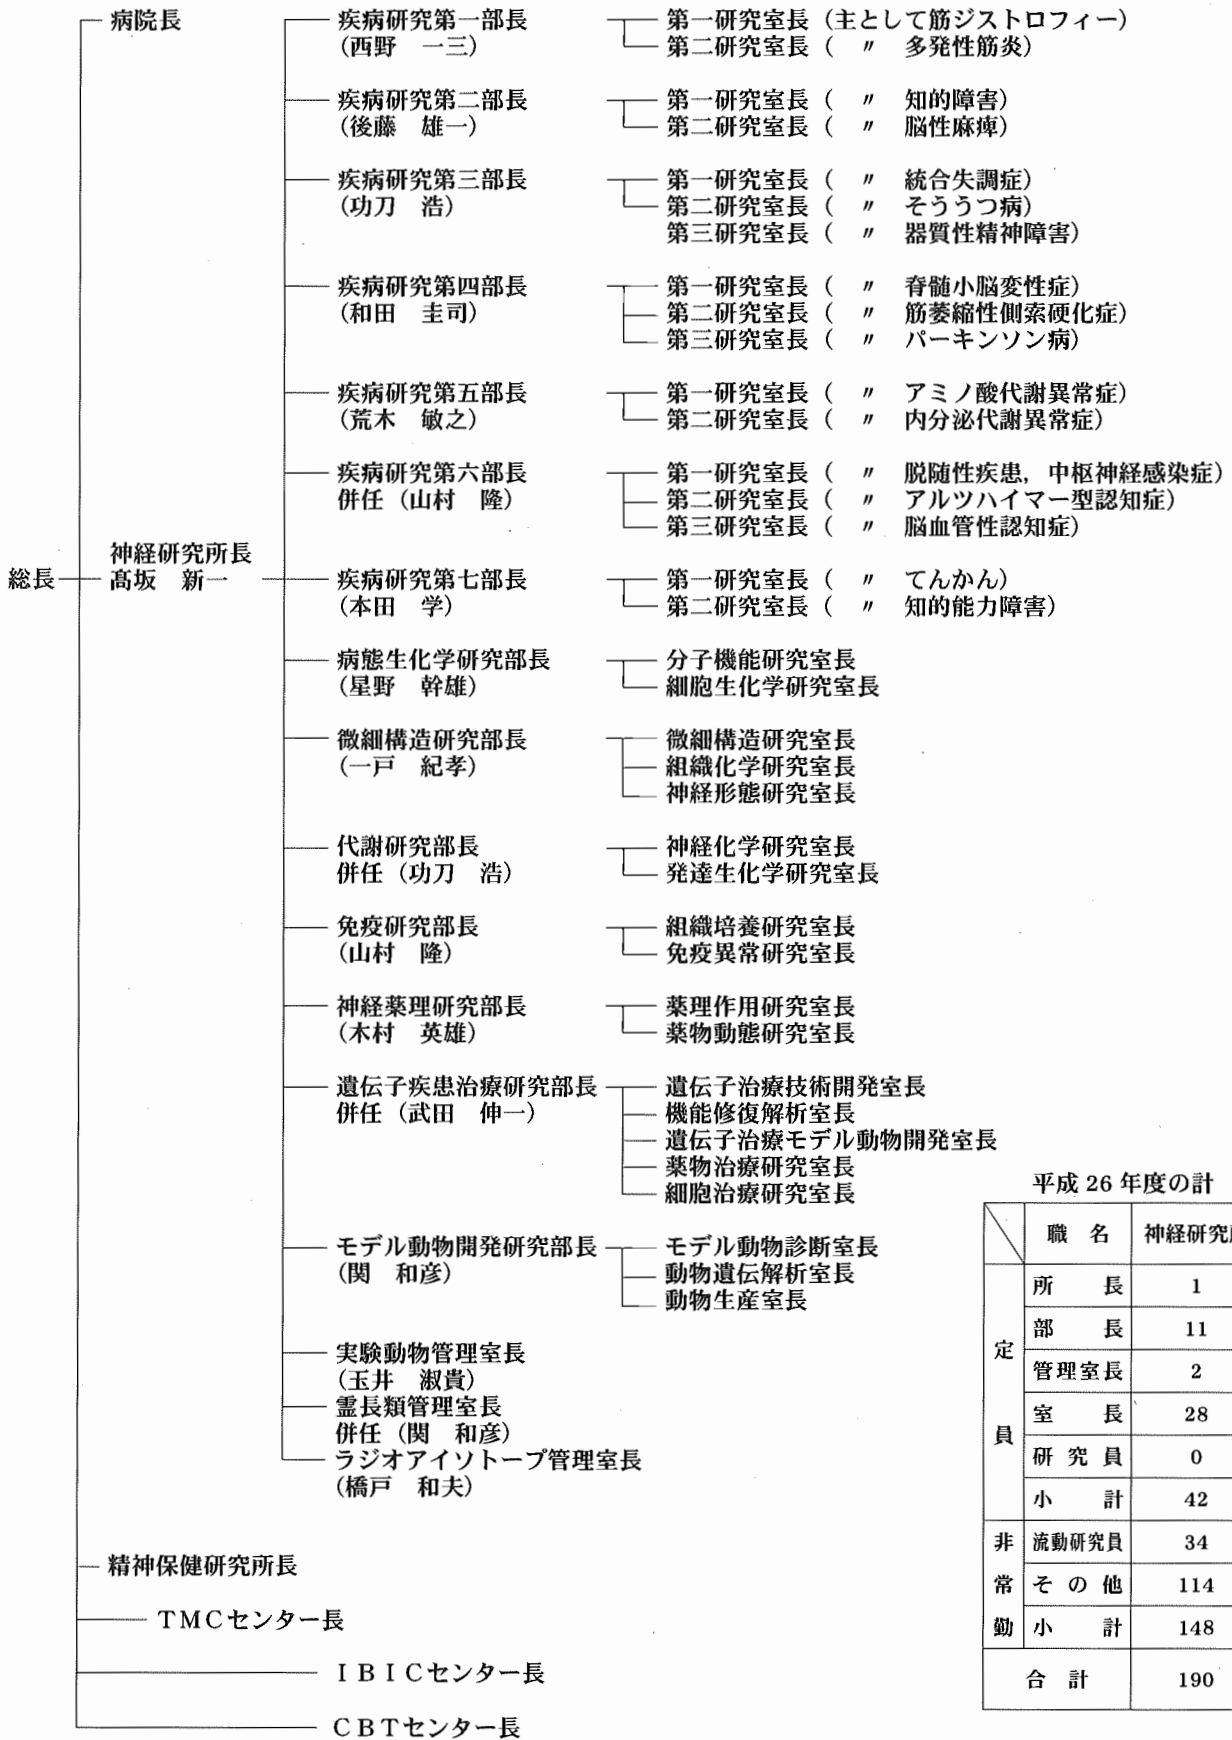 病院長
疾病研究第一部長 第一研究室長（主として筋ジストロフィー）
（西野 一三） 第二研究室長（ 〃 多発性筋炎）
疾病研究第二部長 第一研究室長（ 〃 知的障害）
（後藤 雄一） 第二研究室長（ 〃 脳性麻痺）
疾病研究第三部長 第一研究室長（ 〃 統合失調症）
（功刀 浩） 第二研究室長（ 〃 そううつ病）
第三研究室長（ 〃 器質性精神障害）
疾病研究第四部長 第一研究室長（ 〃 脊髄小脳変性症）
（和田 圭司） 第二研究室長（ 〃 筋萎縮性側索硬化症）
第三研究室長（ 〃 パーキンソン病）
疾病研究第五部長 第一研究室長（ 〃 アミノ酸代謝異常症）
（荒木 敏之） 第二研究室長（ 〃 内分泌代謝異常症）
疾病研究第六部長 第一研究室長（ 〃 脱随性疾患，中枢神経感染症）
併任（山村 隆） 第二研究室長（ 〃 アルツハイマー型認知症）
第三研究室長（ 〃 脳血管性認知症）
神経研究所長
総長 高坂 新一 疾病研究第七部長 第一研究室長（ 〃 てんかん）
（本田 学） 第二研究室長（ 〃 知的能力障害）
病態生化学研究部長 分子機能研究室長
（星野 幹雄） 細胞生化学研究室長
微細構造研究部長 微細構造研究室長
（一戸 紀孝） 組織化学研究室長
神経形態研究室長
代謝研究部長 神経化学研究室長
併任（功刀 浩） 発達生化学研究室長
免疫研究部長 組織培養研究室長
（山村 隆） 免疫異常研究室長
神経薬理研究部長 薬理作用研究室長
（木村 英雄） 薬物動態研究室長
遺伝子疾患治療研究部長 遺伝子治療技術開発室長
併任（武田 伸一） 機能修復解析室長
遺伝子治療モデル動物開発室長
薬物治療研究室長
細胞治療研究室長
モデル動物開発研究部長 モデル動物診断室長
（関 和彦） 動物遺伝解析室長
動物生産室長
実験動物管理室長
（玉井 淑貴）
霊長類管理室長
併任（関 和彦）
ラジオアイソトープ管理室長
（橋戸 和夫）
精神保健研究所長
TMCセンター長
IBICセンター長
CBTセンター長
平成 26 年度の計
職 名 神経研究
定員 所 長 1
部 長 11
管理室長 2
室 長 28
研 究 員 0
小 計 42
非常勤 流動研究員 34
そ の 他 114
小 計 148
合 計 190